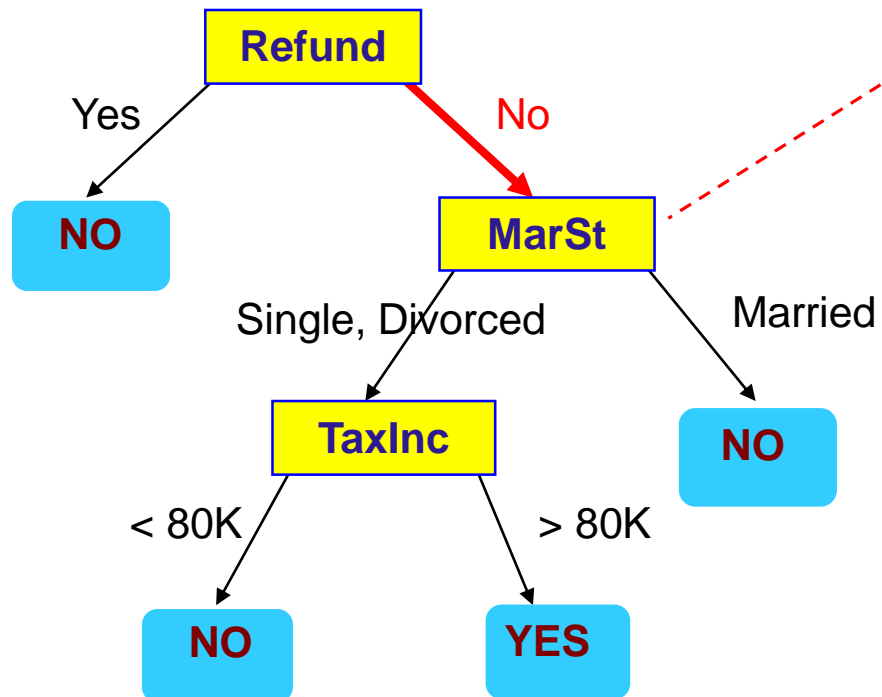 Refund
Yes
No
NO
MarSt
Single, Divorced
Married
TaxInc
NO
< 80K
> 80K
NO
YES